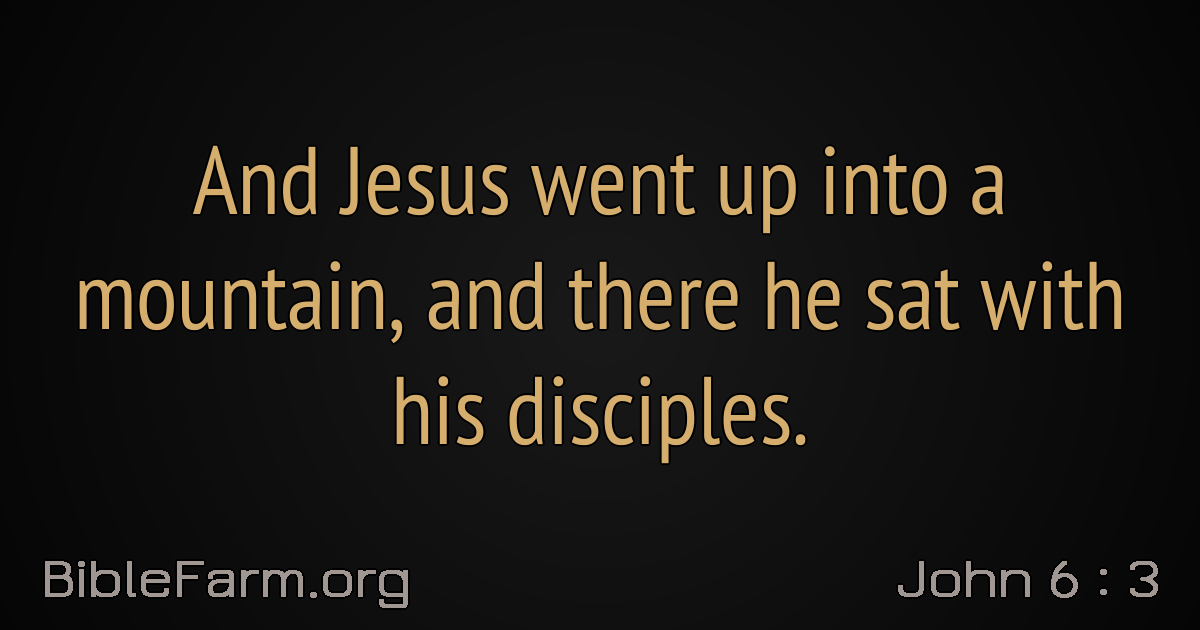 And Jesus went up into a
mountain, and there he sat with
his disciples.
BibleFarm.org
John 6 : 3